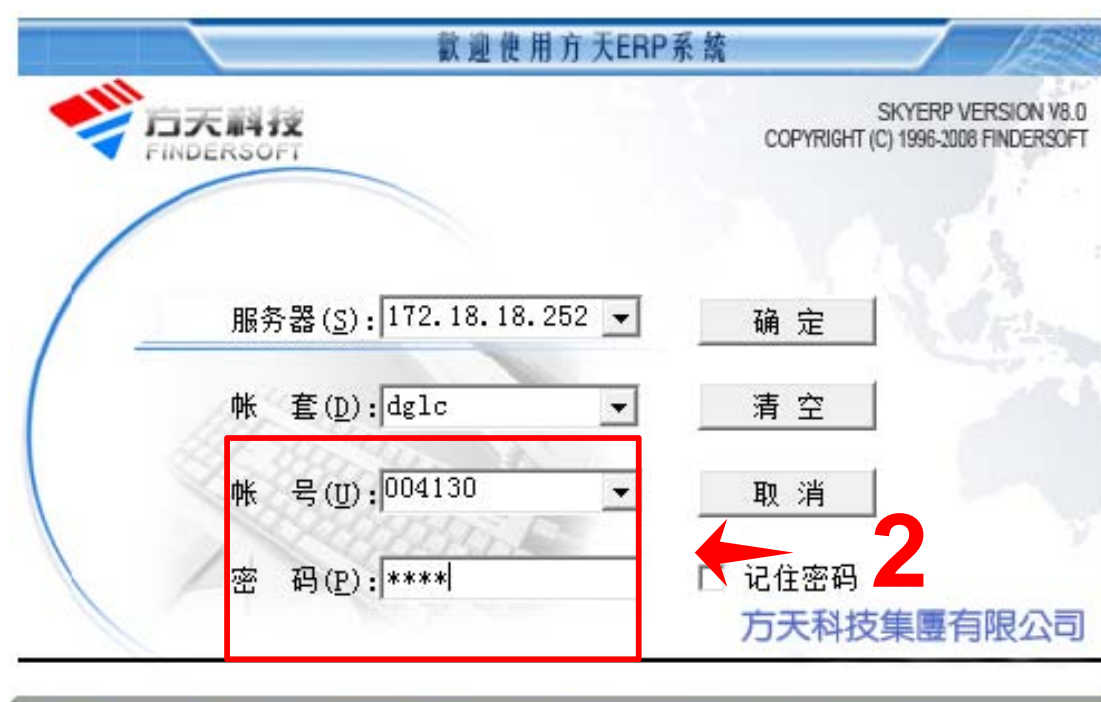 歡迎使用方天ERP系統
方天科技
FINDERSOFT
SKYERP VERSION V8.0
COPYRIGHT (C) 1996-2008 FINDERSOFT
服务器(S): 172.18.18.252
确 定
帐 套(D): dglc
清 空
帐 号(U): 004130
取 消
2
密 码(P): ****
记住密码
方天科技集團有限公司